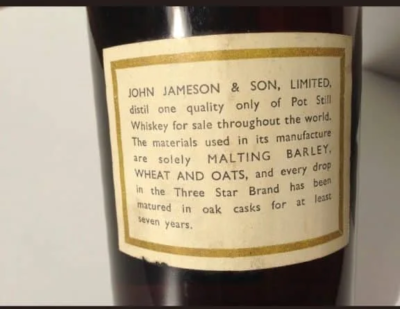 JOHN JAMESON & SON, LIMITED,
distil one quality only of Pot Still
Whiskey for sale throughout the world.
The materials used in its manufacture
are solely MALTING BARLEY,
WHEAT AND OATS, and every drop
in the Three Star Brand has been
matured in oak casks for at least
seven years.